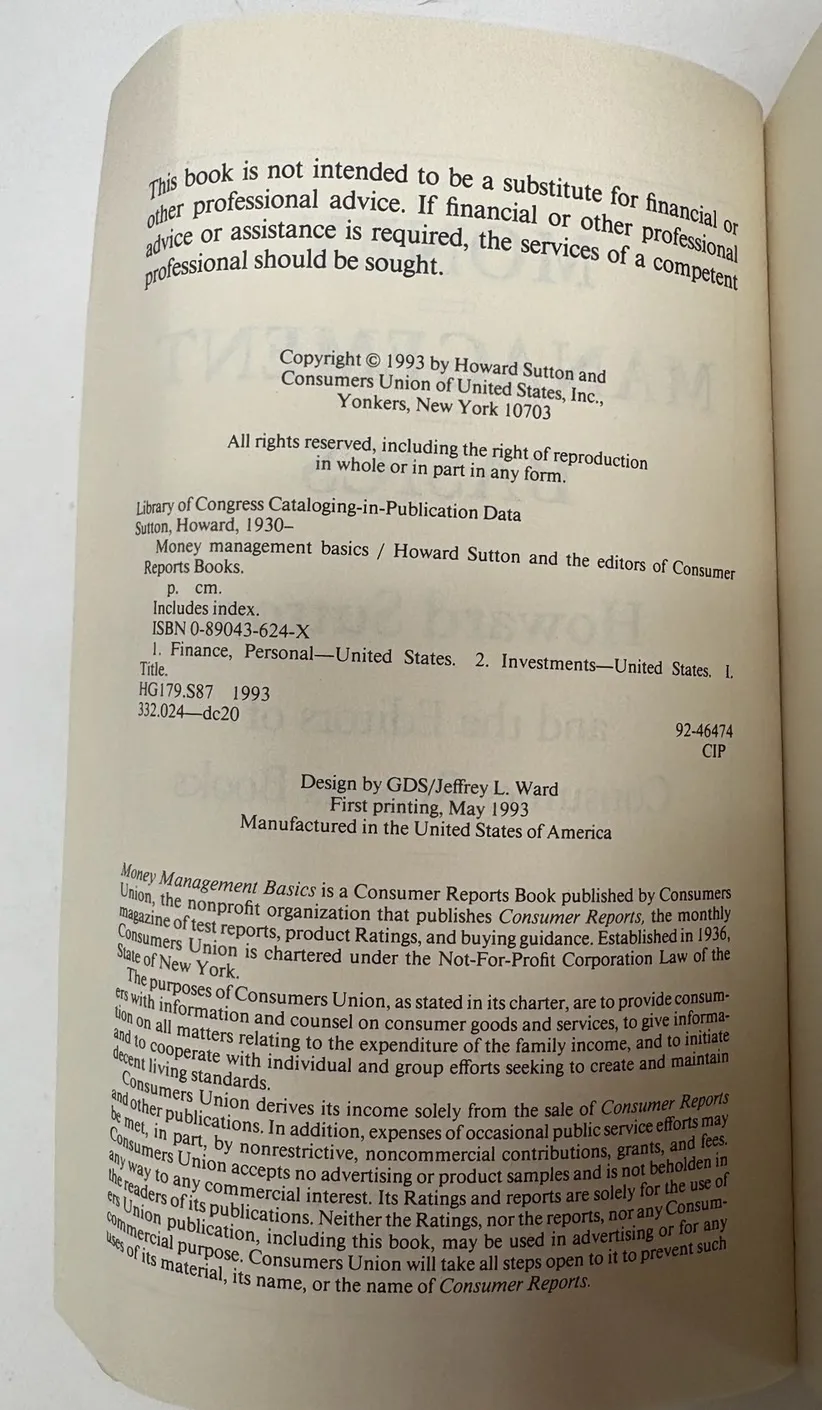 This book is not intended to be a substitute for financial or
other professional advice. If financial or other professional
advice or assistance is required, the services of a competent
professional should be sought.
Copyright © 1993 by Howard Sutton and
Consumers Union of United States, Inc.,
Yonkers, New York 10703
All rights reserved, including the right of reproduction
in whole or in part in any form.
Library of Congress Cataloging-in-Publication Data
Sutton, Howard, 1930–
Money management basics / Howard Sutton and the editors of Consumer
Reports Books.
p. cm.
Includes index.
ISBN 0-89043-624-X
1. Finance, Personal—United States. 2. Investments—United States. I.
Title.
HG179.S87 1993
332.024—dc20
92-46474
CIP
Design by GDS/Jeffrey L. Ward
First printing, May 1993
Manufactured in the United States of America
Money Management Basics is a Consumer Reports Book published by Consumers
Union, the nonprofit organization that publishes Consumer Reports, the monthly
magazine of test reports, product Ratings, and buying guidance. Established in 1936,
Consumers Union is chartered under the Not-For-Profit Corporation Law of the
State of New York.
The purposes of Consumers Union, as stated in its charter, are to provide consum-
ers with information and counsel on consumer goods and services, to give informa-
tion on all matters relating to the expenditure of the family income, and to initiate
and to cooperate with individual and group efforts seeking to create and maintain
decent living standards.
Consumers Union derives its income solely from the sale of Consumer Reports
and other publications. In addition, expenses of occasional public service efforts may
be met, in part, by nonrestrictive, noncommercial contributions, grants, and fees.
Consumers Union accepts no advertising or product samples and is not beholden in
any way to any commercial interest. Its Ratings and reports are solely for the use of
the readers of its publications. Neither the Ratings, nor the reports, nor any Consum-
ers Union publication, including this book, may be used in advertising or for any
commercial purpose. Consumers Union will take all steps open to it to prevent such
uses of its material, its name, or the name of Consumer Reports.